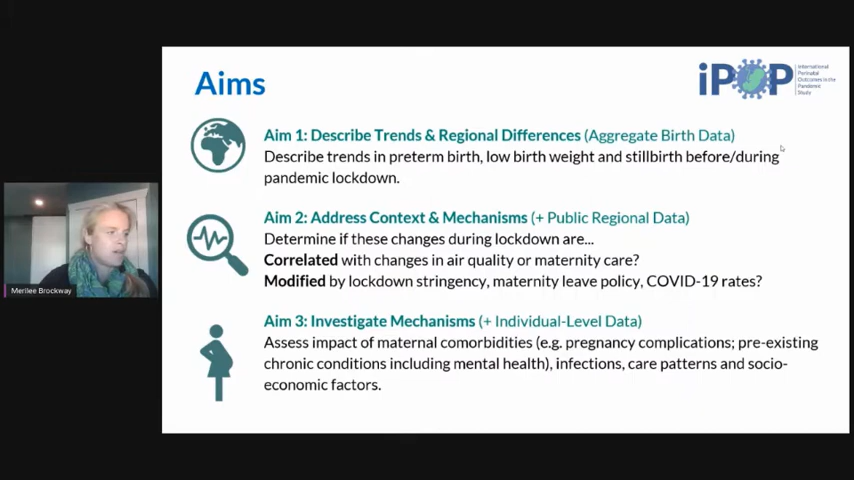 Aims
iPOP
International
Perinatal
Outcomes in the
Pandemic
Study
Aim 1: Describe Trends & Regional Differences (Aggregate Birth Data)
Describe trends in preterm birth, low birth weight and stillbirth before/during
pandemic lockdown.
Aim 2: Address Context & Mechanisms (+ Public Regional Data)
Determine if these changes during lockdown are...
Correlated with changes in air quality or maternity care?
Modified by lockdown stringency, maternity leave policy, COVID-19 rates?
Merilee Brockway
Aim 3: Investigate Mechanisms (+ Individual-Level Data)
Assess impact of maternal comorbidities (e.g. pregnancy complications; pre-existing
chronic conditions including mental health), infections, care patterns and socio-
economic factors.